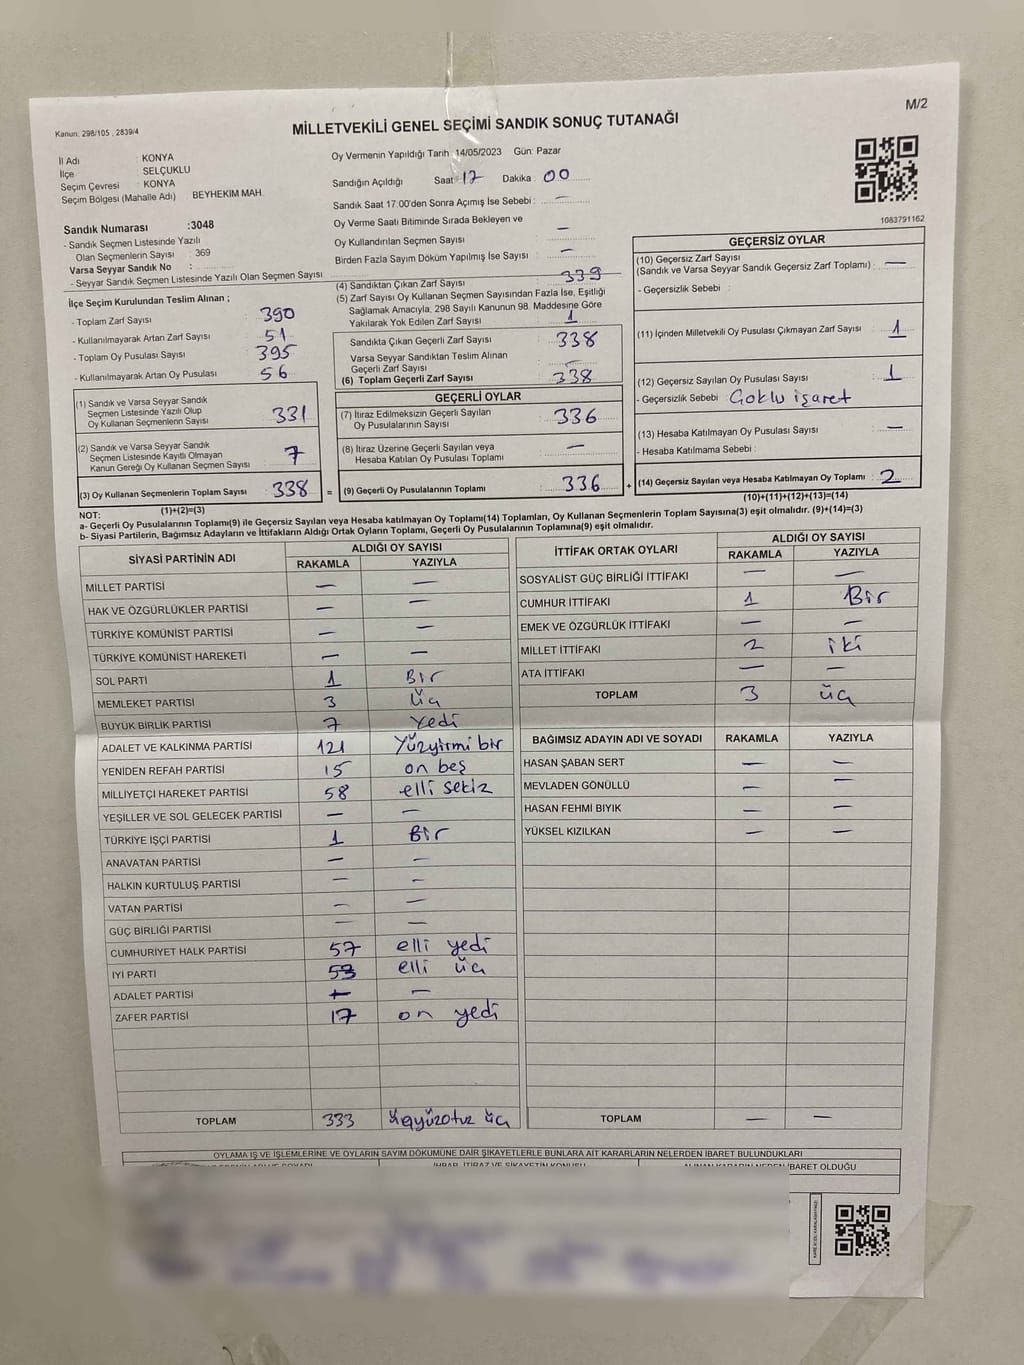 M/2
Kanun: 298/105 , 2839/4
MİLLETVEKİLİ GENEL SEÇİMİ SANDIK SONUÇ TUTANAĞI
İl Adı : KONYA
İlçe : SELÇUKLU
Seçim Çevresi : KONYA
Seçim Bölgesi (Mahalle Adı) : BEYHEKİM MAH.
Sandık Numarası :3048
- Sandık Seçmen Listesinde Yazılı
Olan Seçmenlerin Sayısı : 369
Varsa Seyyar Sandık No :
- Seyyar Sandık Seçmen Listesinde Yazılı Olan Seçmen Sayısı
Oy Vermenin Yapıldığı Tarih : 14/05/2023 Gün: Pazar
Sandığın Açıldığı Saat : 17 Dakika : 00
Sandık Saat 17:00'den Sonra Açımış İse Sebebi : —
Oy Verme Saati Bitiminde Sırada Bekleyen ve
Oy Kullandırılan Seçmen Sayısı —
Birden Fazla Sayım Döküm Yapılmış İse Sayısı : —
1083791162
İlçe Seçim Kurulundan Teslim Alınan ;
- Toplam Zarf Sayısı 390
- Kullanılmayarak Artan Zarf Sayısı 51
- Toplam Oy Pusulası Sayısı 395
- Kullanılmayarak Artan Oy Pusulası 56
(1) Sandık ve Varsa Seyyar Sandık
Seçmen Listesinde Yazılı Olup
Oy Kullanan Seçmenlerin Sayısı 331
(2) Sandık ve Varsa Seyyar Sandık
Seçmen Listesinde Kayıtlı Olmayan
Kanun Gereği Oy Kullanan Seçmen Sayısı 7
(3) Oy Kullanan Seçmenlerin Toplam Sayısı 338 =
(1)+(2)=(3)
(4) Sandıktan Çıkan Zarf Sayısı 339
(5) Zarf Sayısı Oy Kullanan Seçmen Sayısından Fazla İse, Eşitliği
Sağlamak Amacıyla; 298 Sayılı Kanunun 98. Maddesine Göre
Yakılarak Yok Edilen Zarf Sayısı 1
Sandıkta Çıkan Geçerli Zarf Sayısı 338
Varsa Seyyar Sandıktan Teslim Alınan
Geçerli Zarf Sayısı —
(6) Toplam Geçerli Zarf Sayısı 338
GEÇERLİ OYLAR
(7) İtiraz Edilmeksizin Geçerli Sayılan
Oy Pusulalarının Sayısı 336
(8) İtiraz Üzerine Geçerli Sayılan veya
Hesaba Katılan Oy Pusulası Toplamı —
(9) Geçerli Oy Pusulalarının Toplamı 336 +
GEÇERSİZ OYLAR
(10) Geçersiz Zarf Sayısı
(Sandık ve Varsa Seyyar Sandık Geçersiz Zarf Toplamı) : —
- Geçersizlik Sebebi :
(11) İçinden Milletvekili Oy Pusulası Çıkmayan Zarf Sayısı 1
(12) Geçersiz Sayılan Oy Pusulası Sayısı 1
- Geçersizlik Sebebi Çoklu işaret
(13) Hesaba Katılmayan Oy Pusulası Sayısı —
- Hesaba Katılmama Sebebi :
(14) Geçersiz Sayılan veya Hesaba Katılmayan Oy Toplamı 2
(10)+(11)+(12)+(13)=(14)
NOT:
a- Geçerli Oy Pusulalarının Toplamı(9) ile Geçersiz Sayılan veya Hesaba katılmayan Oy Toplamı(14) Toplamları, Oy Kullanan Seçmenlerin Toplam Sayısına(3) eşit olmalıdır. (9)+(14)=(3)
b- Siyasi Partilerin, Bağımsız Adayların ve İttifakların Aldığı Ortak Oyların Toplamı, Geçerli Oy Pusulalarının Toplamına(9) eşit olmalıdır.
SİYASİ PARTİNİN ADI ALDIĞI OY SAYISI
RAKAMLA YAZIYLA
MİLLET PARTİSİ — —
HAK VE ÖZGÜRLÜKLER PARTİSİ — —
TÜRKİYE KOMÜNİST PARTİSİ — —
TÜRKİYE KOMÜNİST HAREKETİ — —
SOL PARTİ 1 Bir
MEMLEKET PARTİSİ 3 üç
BÜYÜK BİRLİK PARTİSİ 7 yedi
ADALET VE KALKINMA PARTİSİ 121 Yüzyirmi bir
YENİDEN REFAH PARTİSİ 15 on beş
MİLLİYETÇİ HAREKET PARTİSİ 58 elli sekiz
YEŞİLLER VE SOL GELECEK PARTİSİ — —
TÜRKİYE İŞÇİ PARTİSİ 1 Bir
ANAVATAN PARTİSİ — —
HALKIN KURTULUŞ PARTİSİ — —
VATAN PARTİSİ — —
GÜÇ BİRLİĞİ PARTİSİ — —
CUMHURİYET HALK PARTİSİ 57 elli yedi
İYİ PARTİ 53 elli üç
ADALET PARTİSİ — —
ZAFER PARTİSİ 17 on yedi
TOPLAM 333 üçyüzotuz üç
İTTİFAK ORTAK OYLARI ALDIĞI OY SAYISI
RAKAMLA YAZIYLA
SOSYALİST GÜÇ BİRLİĞİ İTTİFAKI — —
CUMHUR İTTİFAKI 1 Bir
EMEK VE ÖZGÜRLÜK İTTİFAKI — —
MİLLET İTTİFAKI 2 iki
ATA İTTİFAKI — —
TOPLAM 3 üç
BAĞIMSIZ ADAYIN ADI VE SOYADI RAKAMLA YAZIYLA
HASAN ŞABAN SERT — —
MEVLADEN GÖNÜLLÜ — —
HASAN FEHMİ BIYIK — —
YÜKSEL KIZILKAN — —
TOPLAM — —
OYLAMA İŞ VE İŞLEMLERİNE VE OYLARIN SAYIM DÖKÜMÜNE DAİR ŞİKAYETLERLE BUNLARA AİT KARARLARIN NELERDEN İBARET BULUNDUKLARI
İHBAR, İTİRAZ VE ŞİKAYETİN KONUSU ALINAN KARARIN NEDEN İBARET OLDUĞU